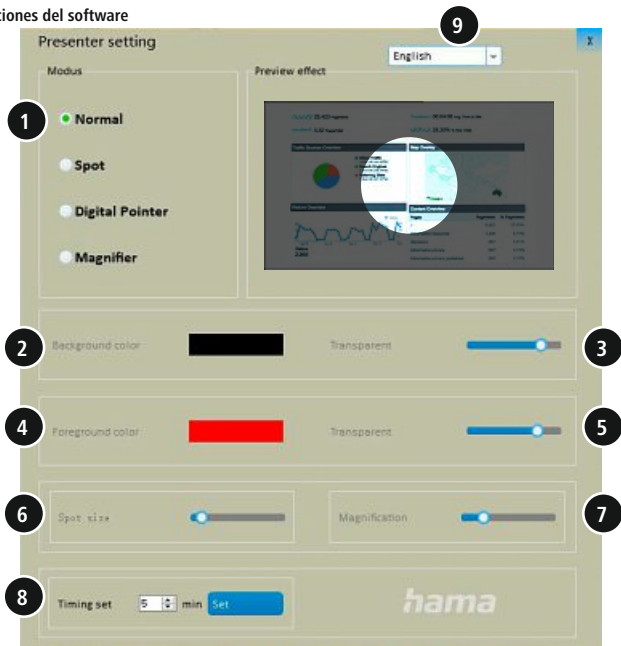 iones del software
9
Presenter setting
x
English
Modus
Preview effect
1
Normal
Spot
Digital Pointer
Magnifier
2
Background color
Transparent
3
4
Foreground color
Transparent
5
6
Spot size
Magnification
7
8
Timing set
5
min
Set
hama